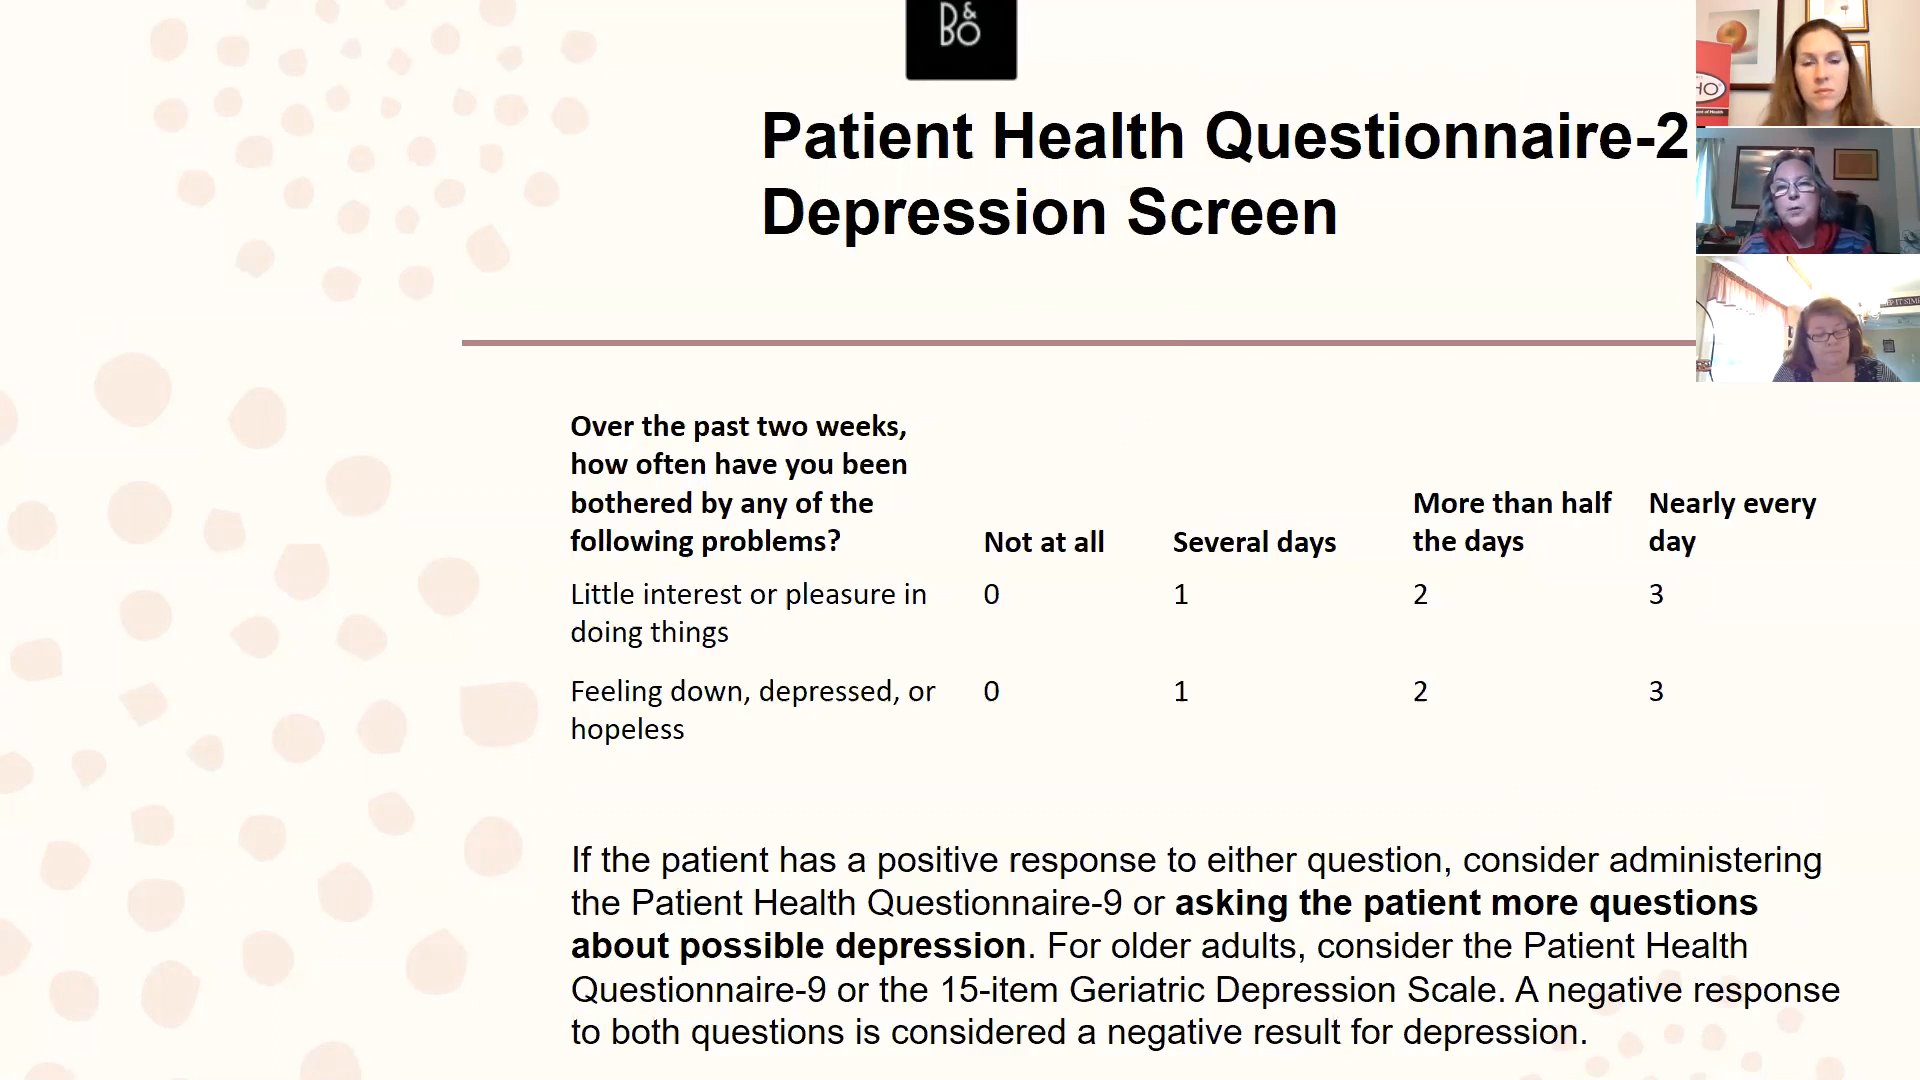 B&O
Patient Health Questionnaire-2
Depression Screen
HO
Over the past two weeks,
how often have you been
bothered by any of the
following problems?
Not at all
Several days
More than half
the days
Nearly every
day
Little interest or pleasure in
doing things
0 1 2 3
Feeling down, depressed, or
hopeless
0 1 2 3
If the patient has a positive response to either question, consider administering
the Patient Health Questionnaire-9 or asking the patient more questions
about possible depression. For older adults, consider the Patient Health
Questionnaire-9 or the 15-item Geriatric Depression Scale. A negative response
to both questions is considered a negative result for depression.